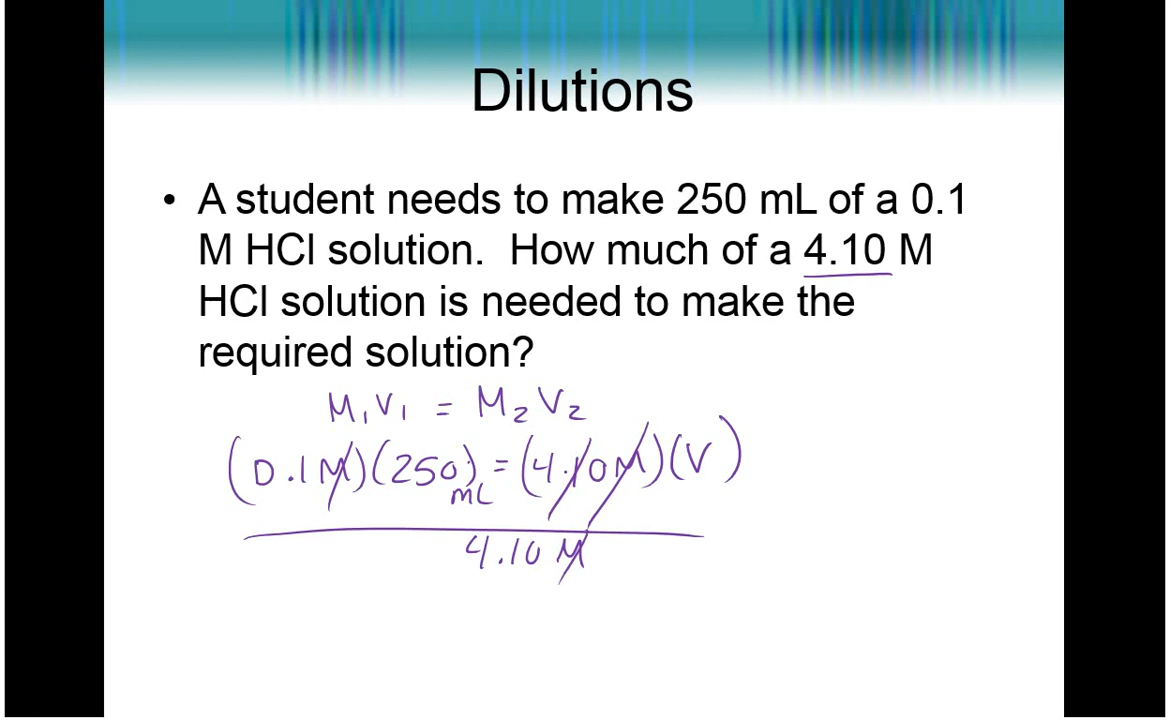 Dilutions
• A student needs to make 250 mL of a 0.1
M HCl solution.  How much of a 4.10 M
HCl solution is needed to make the
required solution?
M₁V₁ = M₂V₂
(0.1M)(250) = (4.10M)(V)
mL
4.10 M